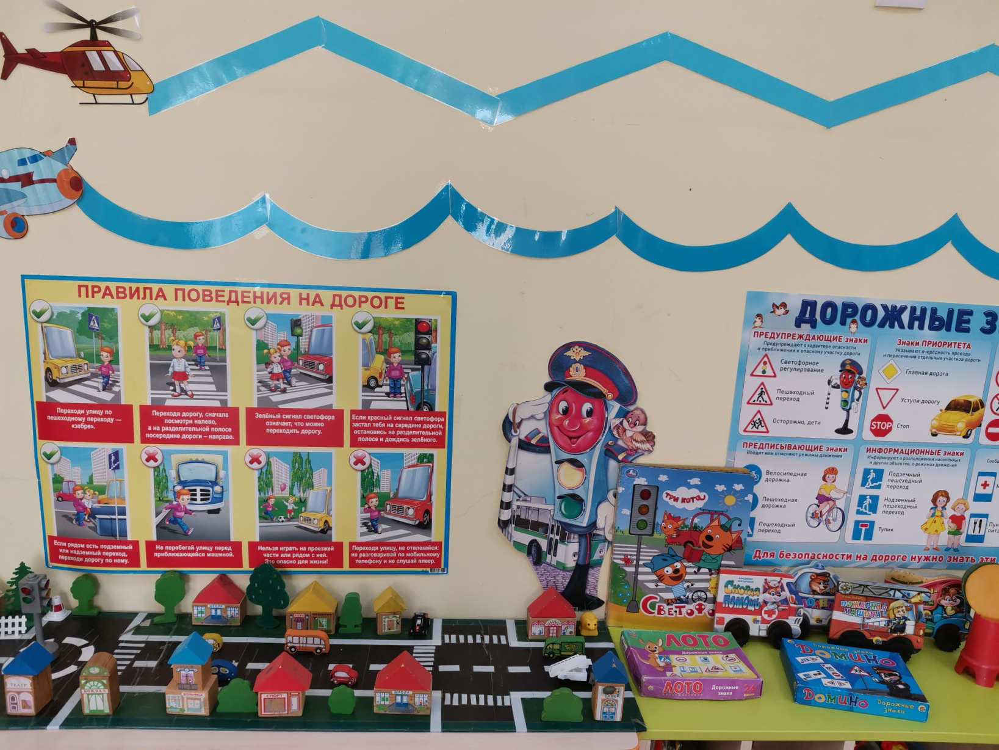 ПРАВИЛА ПОВЕДЕНИЯ НА ДОРОГЕ
Переходи улицу по
пешеходному переходу —
«зебре».
Переходя дорогу, сначала
посмотри налево,
а на разделительной полосе
посередине дороги – направо.
Зелёный сигнал светофора
означает, что можно
переходить дорогу.
Если красный сигнал светофора
застал тебя на середине дороги,
остановись на разделительной
полосе и дождись зелёного.
Если рядом есть подземный
или надземный переход,
переходи дорогу по нему.
Не перебегай улицу перед
приближающейся машиной.
Нельзя играть на проезжей
части или рядом с ней.
Это опасно для жизни!
Переходя улицу, не отвлекайся:
не разговаривай по мобильному
телефону и не слушай плеер.
ДОРОЖНЫЕ З
ПРЕДУПРЕЖДАЮЩИЕ знаки
Предупреждают о характере опасности
и приближении к опасному участку дороги
Светофорное
регулирование
Пешеходный
переход
Осторожно, дети
Знаки ПРИОРИТЕТА
Указывают очерёдность проезда
и пересечения отдельных участков дороги
Главная дорога
Уступи дорогу
STOP
Стоп
ПРЕДПИСЫВАЮЩИЕ знаки
Вводят или отменяют режимы движения
Велосипедная
дорожка
Пешеходная
дорожка
Пешеходный
переход
ИНФОРМАЦИОННЫЕ знаки
Информируют о расположении населённых
и других объектов, о режимах движения
Подземный
пешеходный
переход
Надземный
пешеходный
переход
Тупик
Для безопасности на дороге нужно знать эти
ТРИ КОТА
СВЕТОФО
СКОРАЯ
ПОМОЩЬ
ПОЖАРНАЯ
МАШИНА
ЛОТО
Дорожные знаки
ЛОТО
Дорожные
знаки
24
Дорожные
знаки
ДОМИНО
ДОМИНО
Дорожные
знаки
ШКОЛА
ТЕАТР
ВОКЗАЛ
БОЛЬНИЦА
СПОРТ
ШКОЛА
БАНК